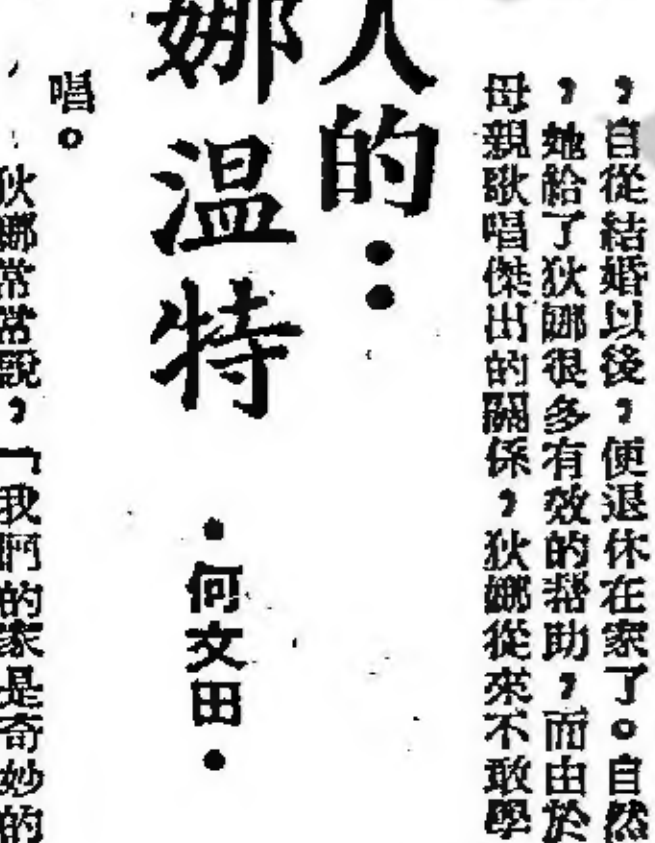 ，自從結婚以後，便退休在家了。自然
，她給了狄娜很多有效的幫助，而由於
母親歌唱傑出的關係，狄娜從來不敢學
人的：
娜溫特
•何文田•
唱。
狄娜常常說，「我們的家是奇妙的